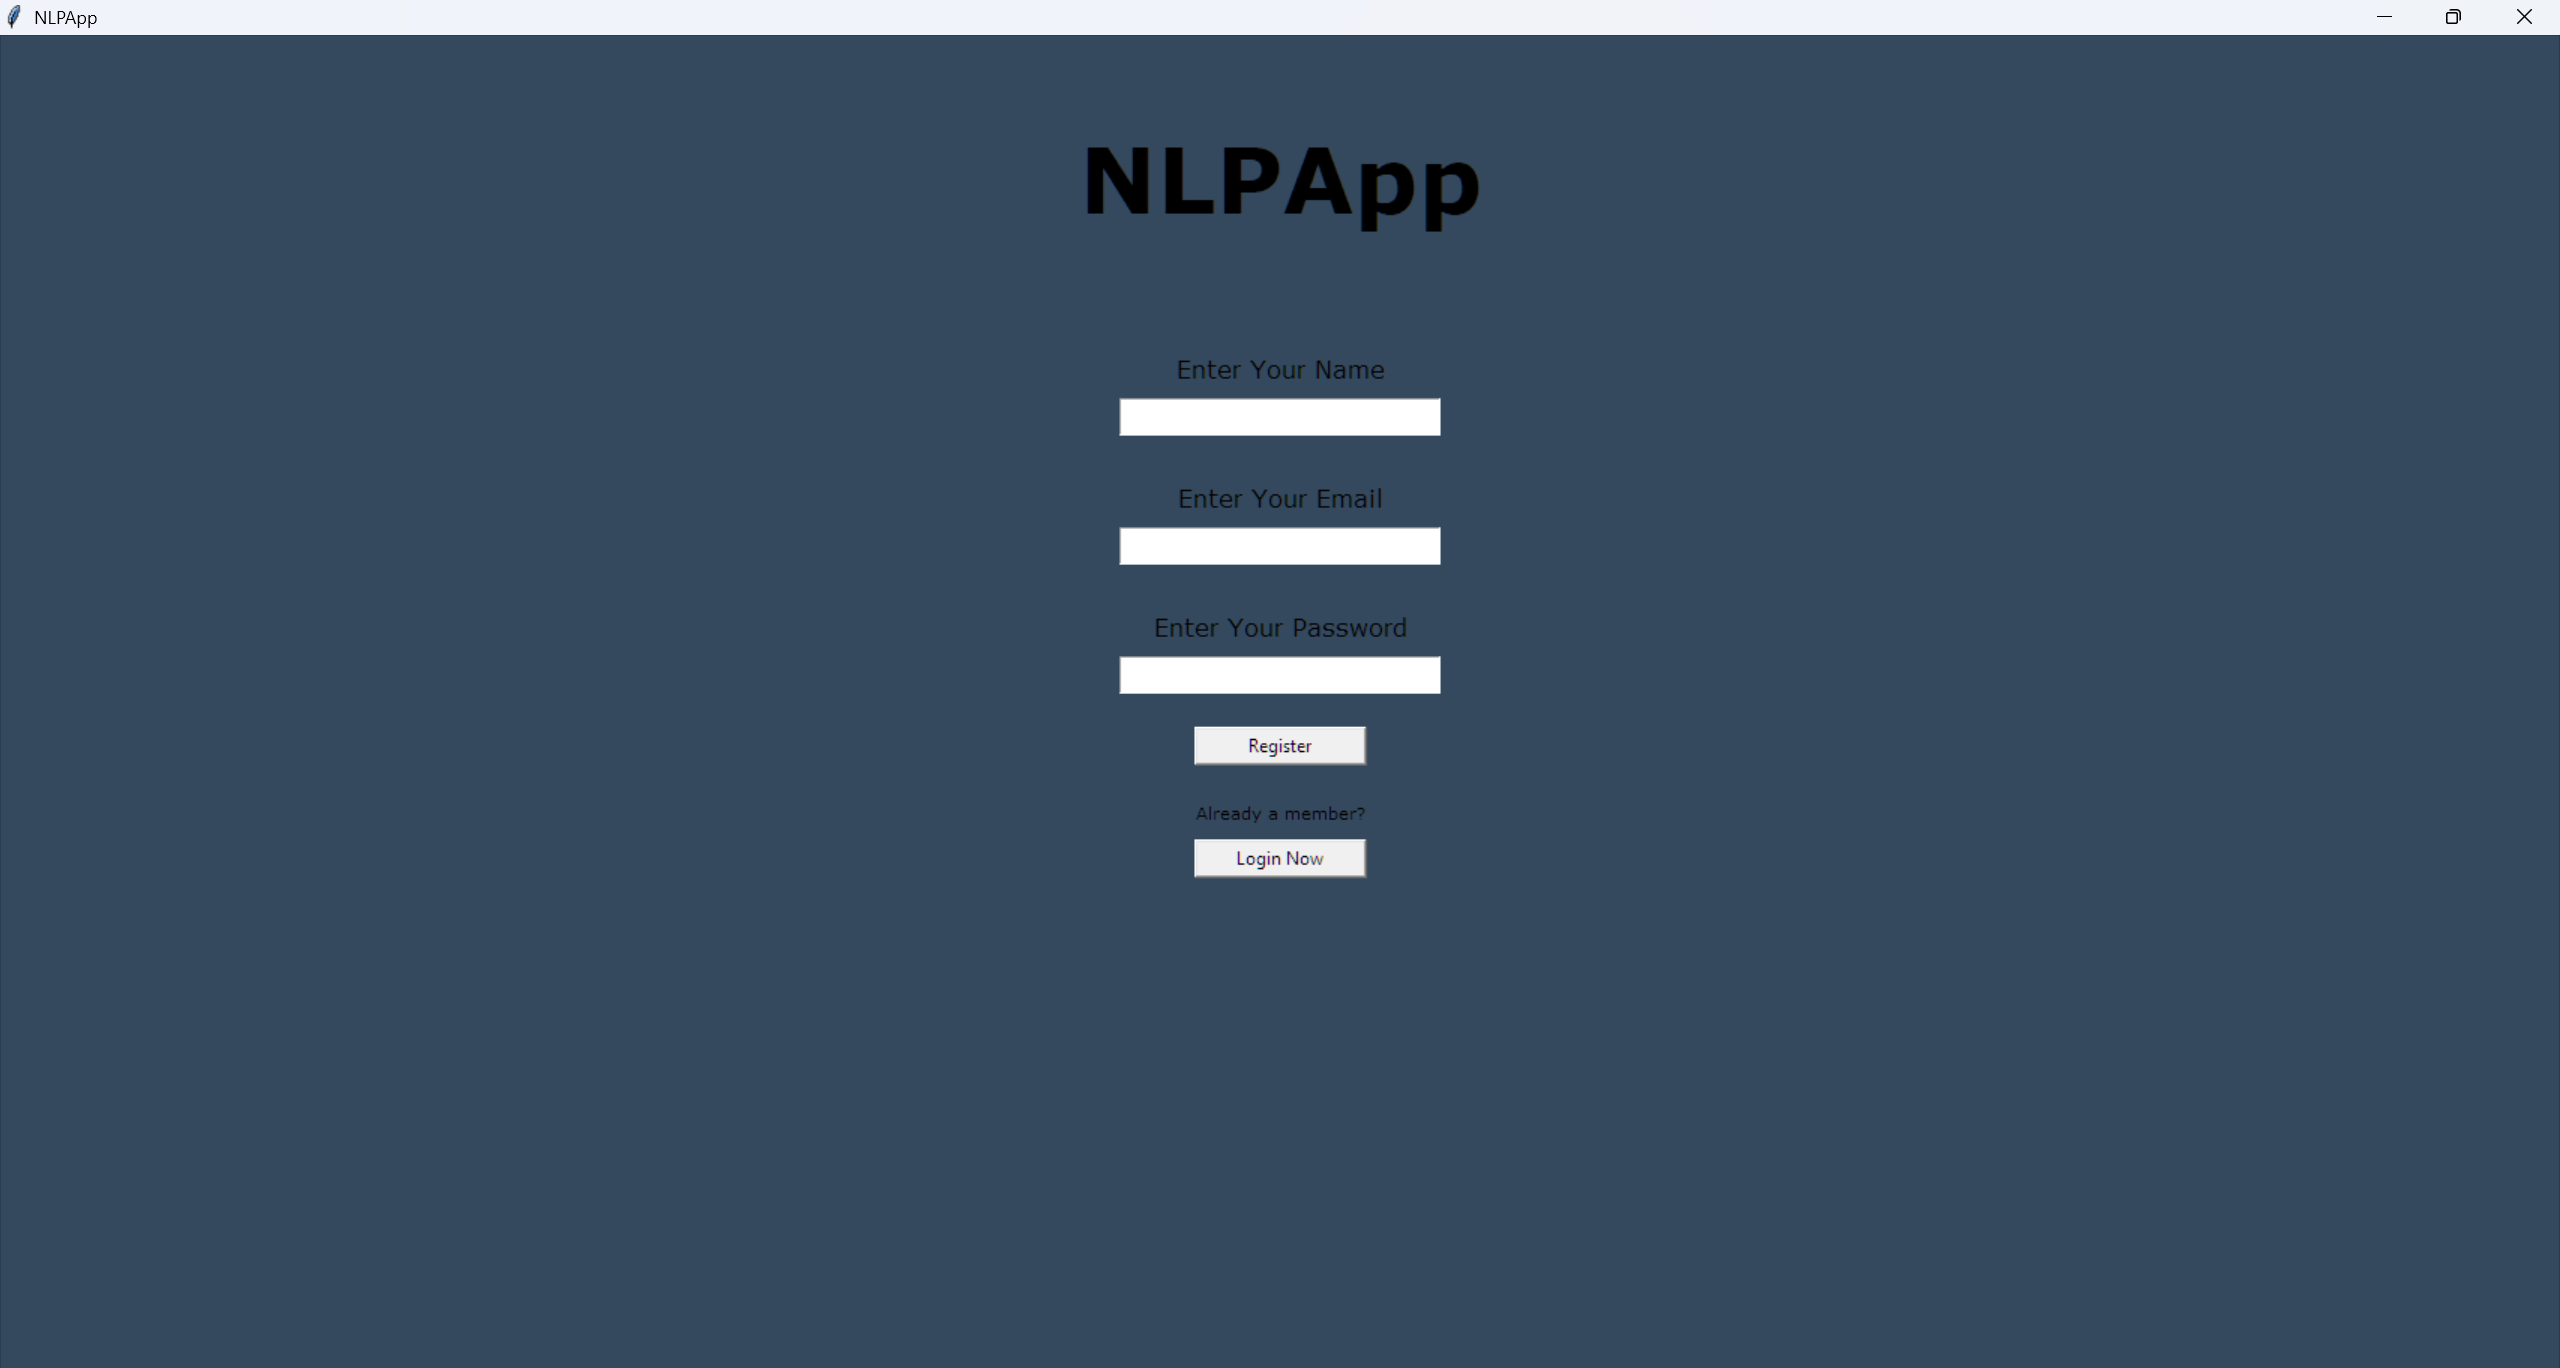 NLPApp
NLPApp
Enter Your Name
Enter Your Email
Enter Your Password
Register
Already a member?
Login Now